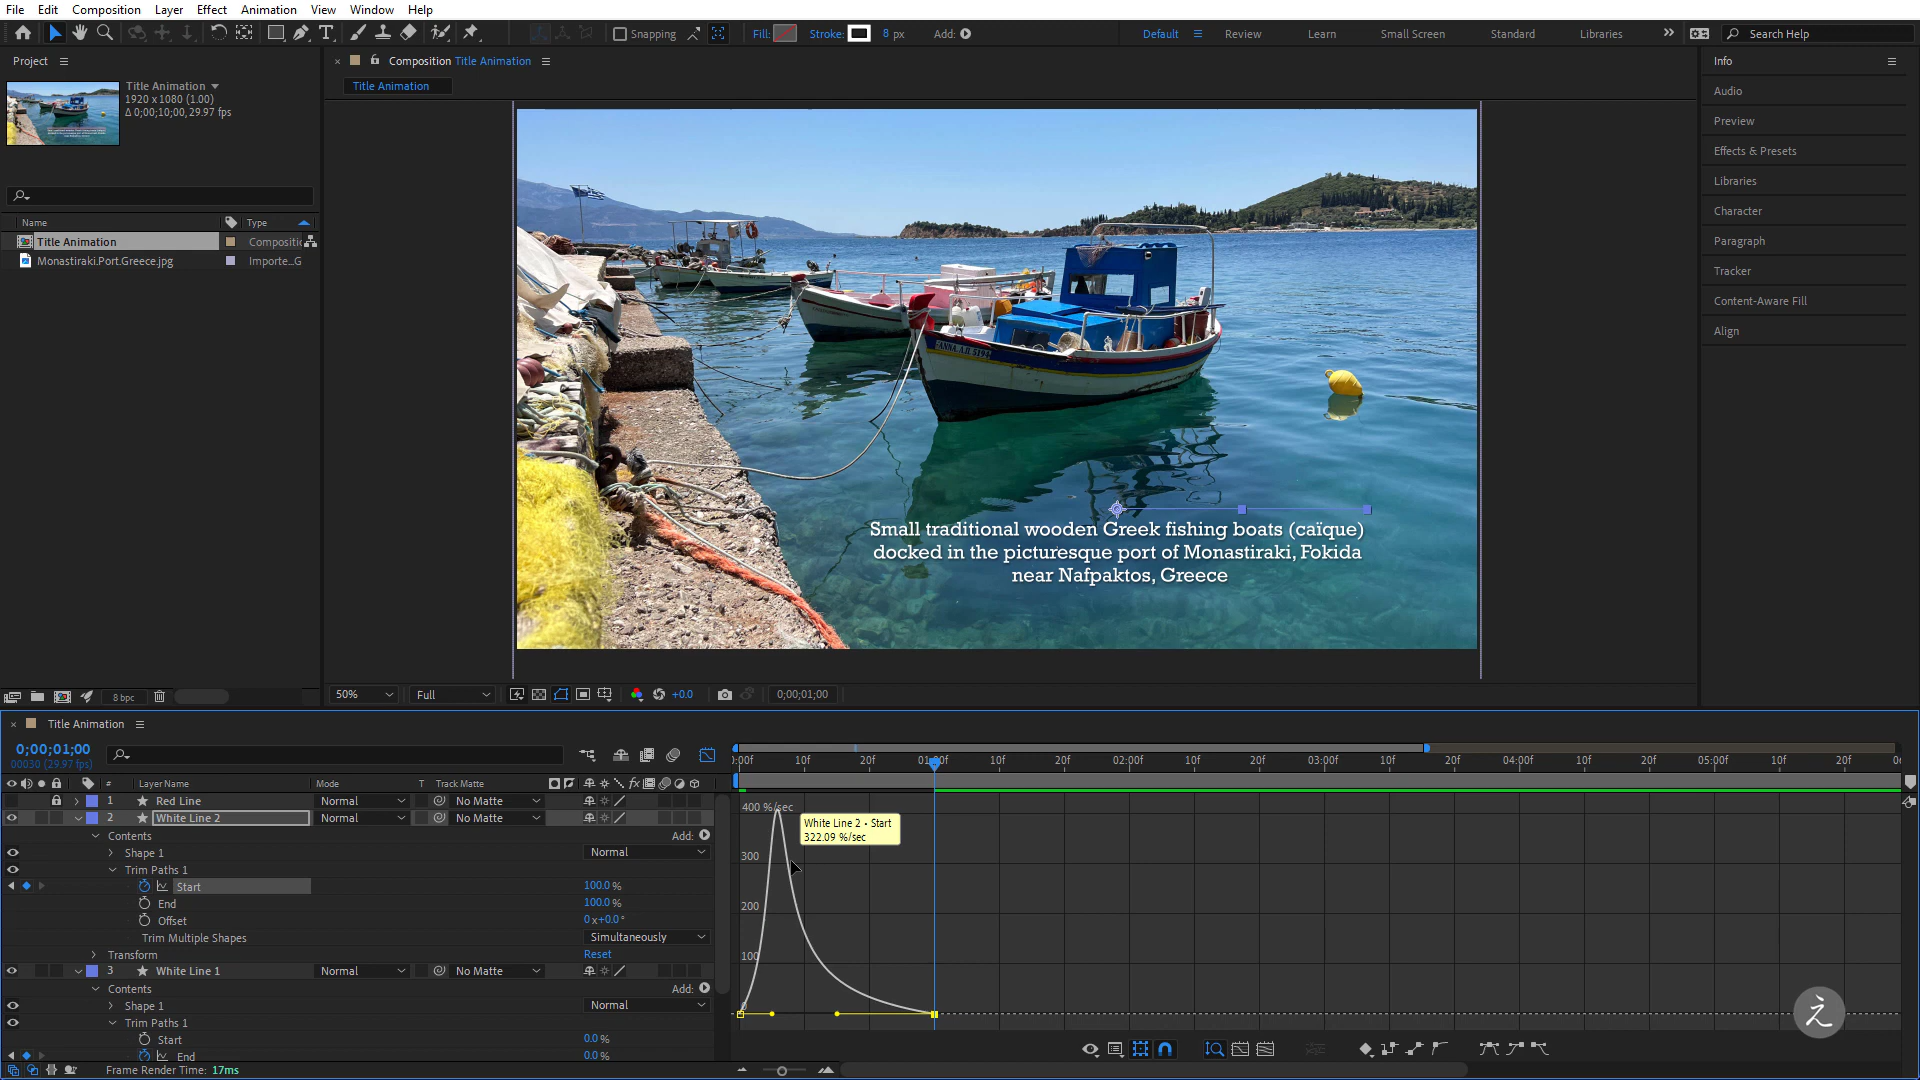 File Edit Composition Layer Effect Animation View Window Help
Snapping Fill: Stroke: 8 px Add: Default Review Learn Small Screen Standard Libraries Search Help
Project
Title Animation
1920 x 1080 (1.00)
Δ 0;00;10;00, 29.97 fps
Name Type
Title Animation Compositic
Monastiraki.Port.Greece.jpg Importe...G
8 bpc
Composition Title Animation
Title Animation
ANNA Λ.Π 5194
Small traditional wooden Greek fishing boats (caïque)
docked in the picturesque port of Monastiraki, Fokida
near Nafpaktos, Greece
50% Full +0.0 0;00;01;00
Info
Audio
Preview
Effects & Presets
Libraries
Character
Paragraph
Tracker
Content-Aware Fill
Align
Title Animation
0;00;01;00
00030 (29.97 fps)
# Layer Name Mode T Track Matte
1 Red Line Normal No Matte
2 White Line 2 Normal No Matte
Contents Add:
Shape 1 Normal
Trim Paths 1
Start 100.0 %
End 100.0 %
Offset 0 x+0.0 °
Trim Multiple Shapes Simultaneously
Transform Reset
3 White Line 1 Normal No Matte
Contents Add:
Shape 1 Normal
Trim Paths 1
Start 0.0 %
End 0.0 %
Frame Render Time: 17ms
:00f 10f 20f 01:00f 10f 20f 02:00f 10f 20f 03:00f 10f 20f 04:00f 10f 20f 05:00f 10f 20f 06
400 %/sec
300
200
100
0
White Line 2 • Start
322.09 %/sec
之